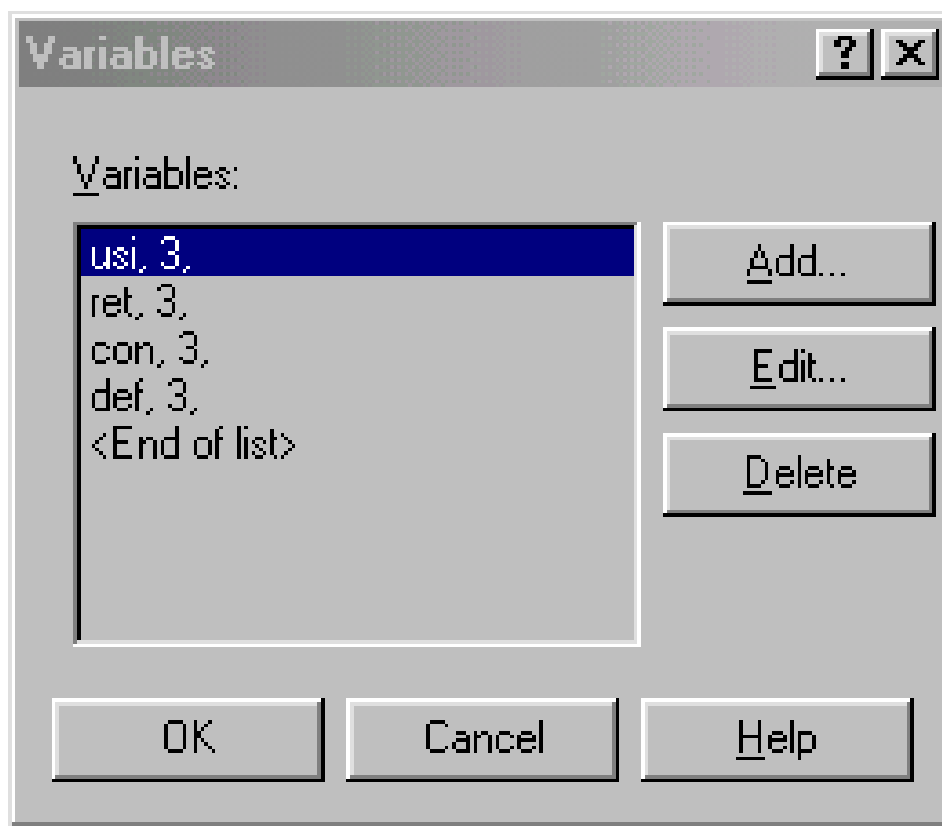 Variables
?
Variables:
usi, 3,
ret, 3,
con, 3,
def, 3,
<End of list>
Add...
Edit...
Delete
OK
Cancel
Help